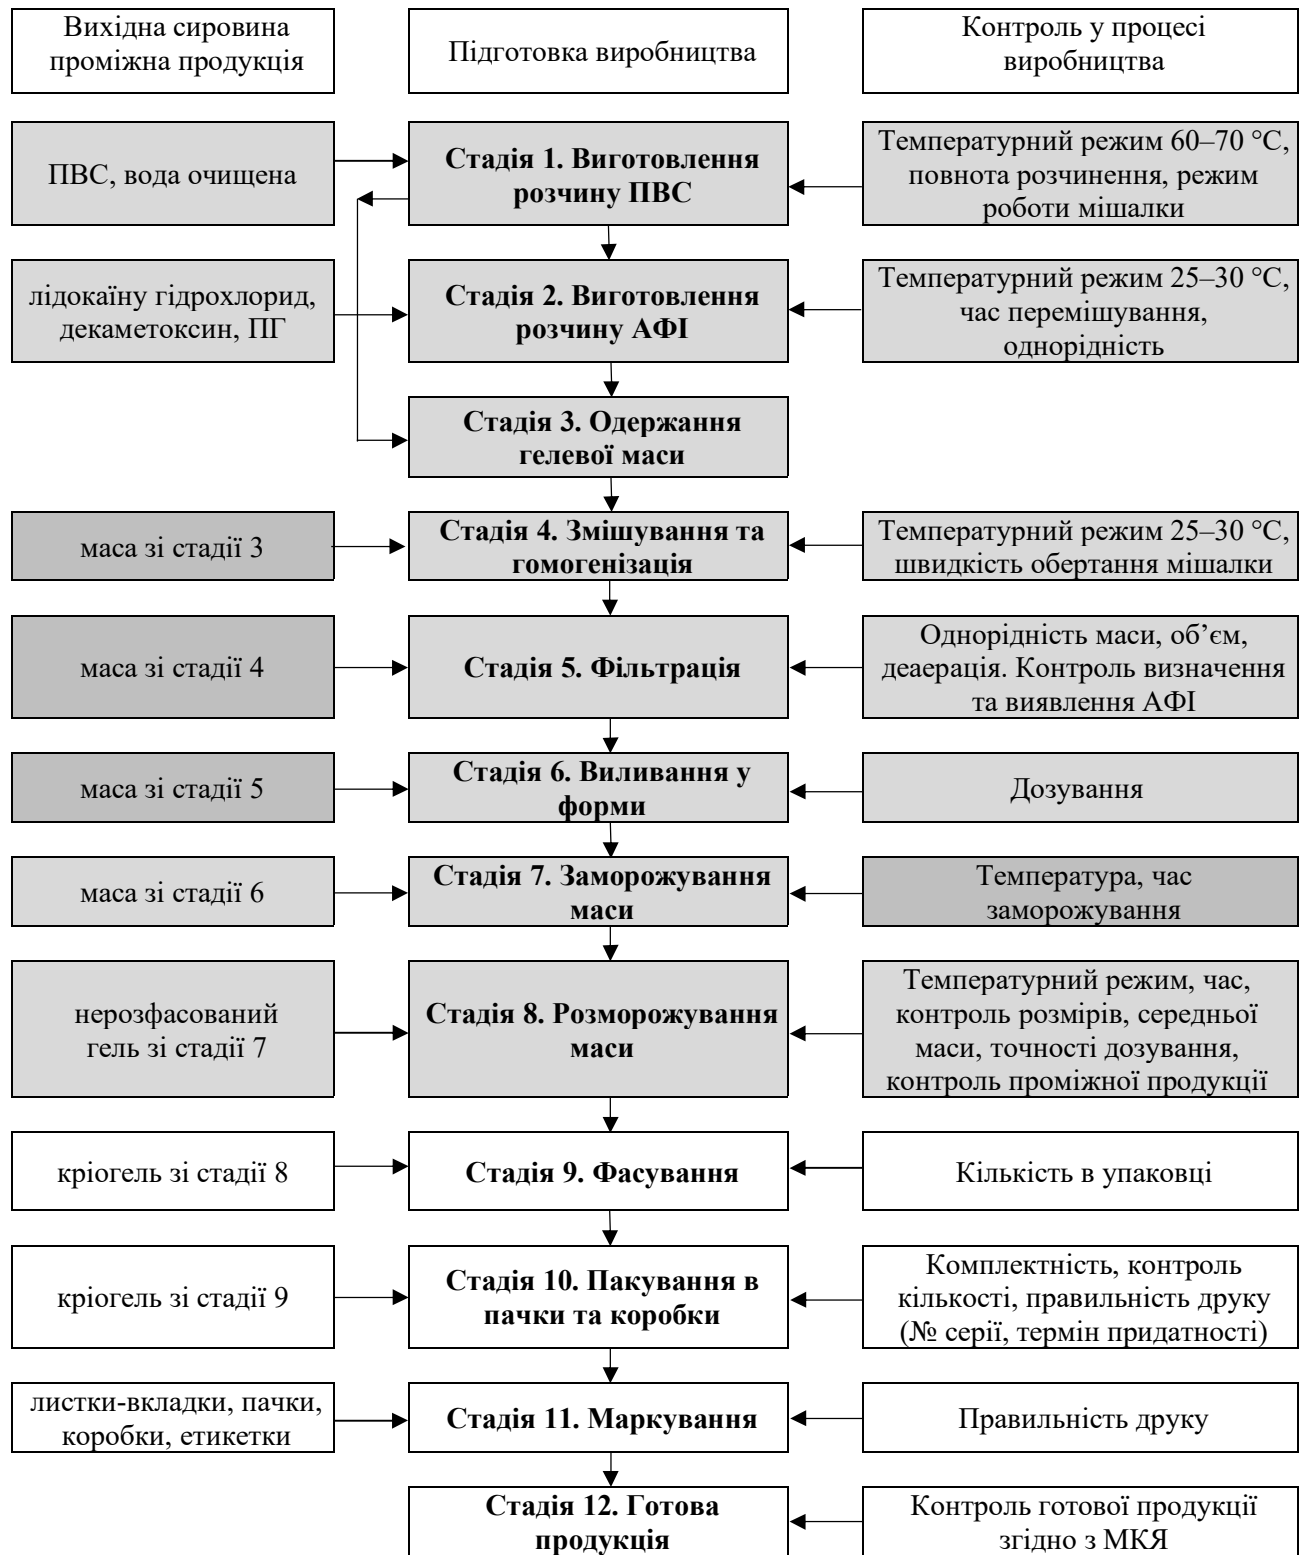 Вихідна сировина
проміжна продукція
Підготовка виробництва
Контроль у процесі
виробництва
ПВС, вода очищена
Стадія 1. Виготовлення
розчину ПВС
Температурний режим 60–70 °С,
повнота розчинення, режим
роботи мішалки
лідокаїну гідрохлорид,
декаметоксин, ПГ
Стадія 2. Виготовлення
розчину АФІ
Температурний режим 25–30 °С,
час перемішування,
однорідність
Стадія 3. Одержання
гелевої маси
маса зі стадії 3
Стадія 4. Змішування та
гомогенізація
Температурний режим 25–30 °С,
швидкість обертання мішалки
маса зі стадії 4
Стадія 5. Фільтрація
Однорідність маси, об’єм,
деаерація. Контроль визначення
та виявлення АФІ
маса зі стадії 5
Стадія 6. Виливання у
форми
Дозування
маса зі стадії 6
Стадія 7. Заморожування
маси
Температура, час
заморожування
нерозфасований
гель зі стадії 7
Стадія 8. Розморожування
маси
Температурний режим, час,
контроль розмірів, середньої
маси, точності дозування,
контроль проміжної продукції
кріогель зі стадії 8
Стадія 9. Фасування
Кількість в упаковці
кріогель зі стадії 9
Стадія 10. Пакування в
пачки та коробки
Комплектність, контроль
кількості, правильність друку
(№ серії, термін придатності)
листки-вкладки, пачки,
коробки, етикетки
Стадія 11. Маркування
Правильність друку
Стадія 12. Готова
продукція
Контроль готової продукції
згідно з МКЯ